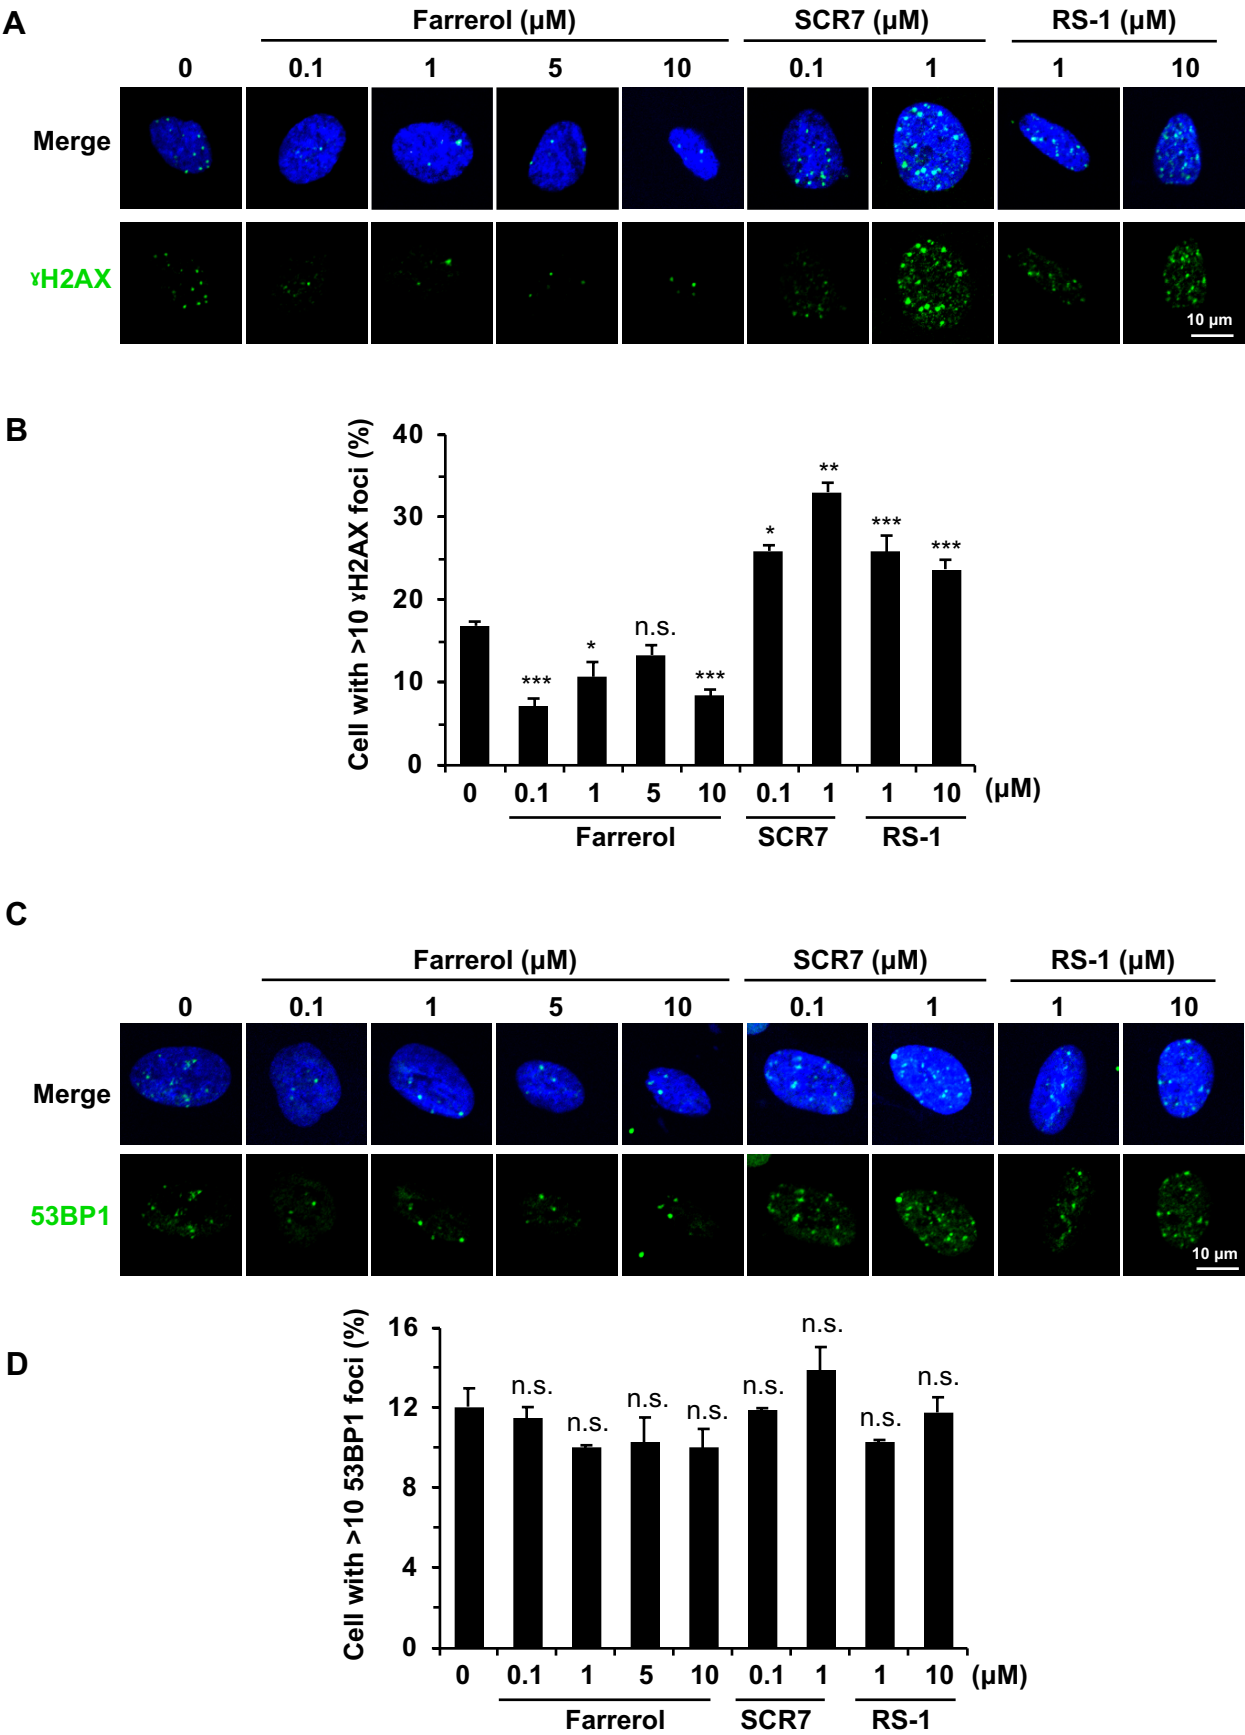 A
Farrerol (µM) SCR7 (µM) RS-1 (µM)
0 0.1 1 5 10 0.1 1 1 10
Merge
ɤH2AX
10 µm
B
Cell with >10 ɤH2AX foci (%)
40
30
20
10
0
*** * n.s. *** * ** *** ***
0 0.1 1 5 10 0.1 1 1 10 (µM)
Farrerol SCR7 RS-1
C
Farrerol (µM) SCR7 (µM) RS-1 (µM)
0 0.1 1 5 10 0.1 1 1 10
Merge
53BP1
10 µm
D
Cell with >10 53BP1 foci (%)
16
12
8
4
0
n.s. n.s. n.s. n.s. n.s. n.s. n.s. n.s.
0 0.1 1 5 10 0.1 1 1 10 (µM)
Farrerol SCR7 RS-1